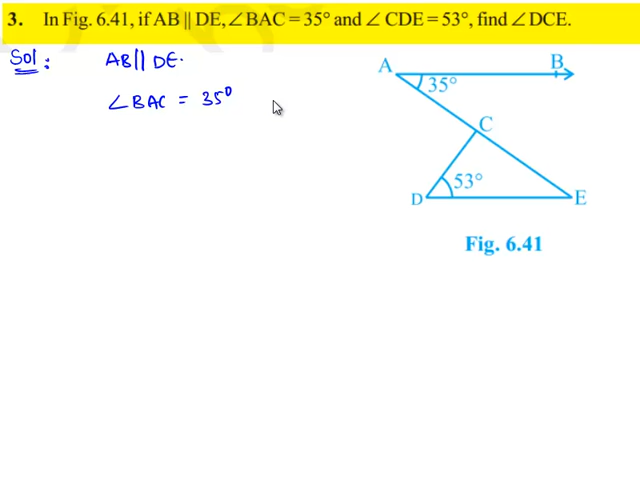 3. In Fig. 6.41, if AB || DE, ∠BAC = 35° and ∠ CDE = 53°, find ∠ DCE.
Sol : AB || DE.
∠BAC = 35°
A
B
35°
C
53°
D
E
Fig. 6.41